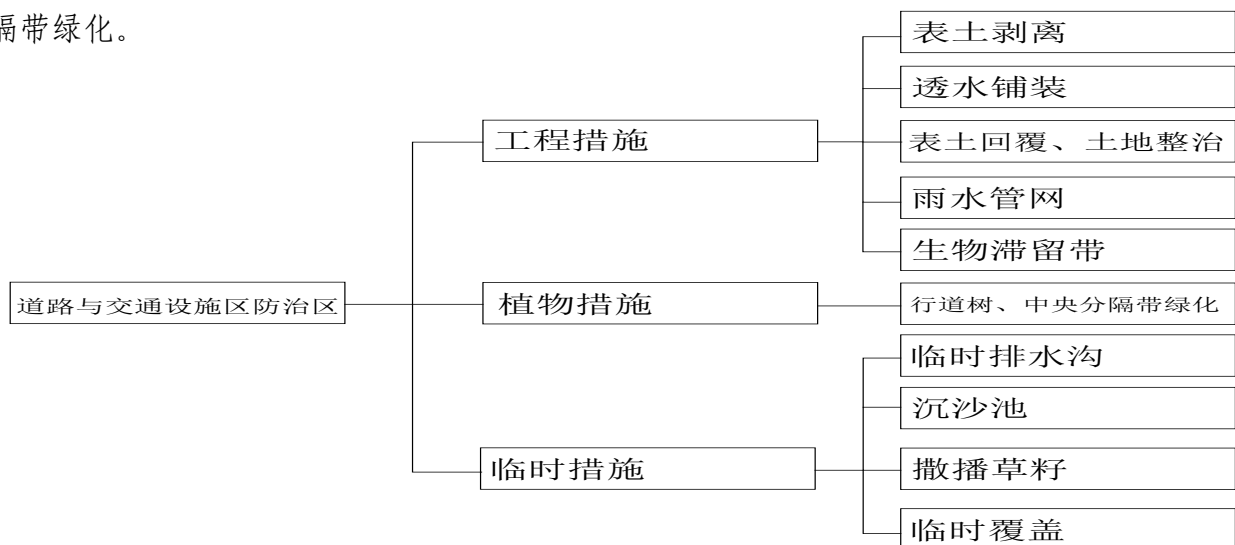 隔带绿化。
表土剥离
透水铺装
工程措施
表土回覆、土地整治
雨水管网
生物滞留带
道路与交通设施区防治区
植物措施
行道树、中央分隔带绿化
临时排水沟
沉沙池
临时措施
撒播草籽
临时覆盖